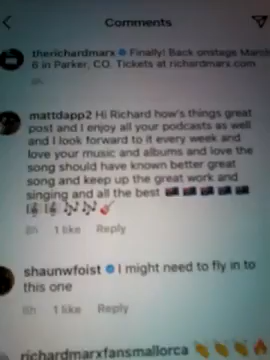 Comments
therichardmarx Finally! Back onstage March
6 in Parker, CO. Tickets at richardmarx.com
8h
mattdapp2 Hi Richard how's things great
post and I enjoy all your podcasts as well
and I look forward to it every week and
love your music and albums and love the
song should have known better great
song and keep up the great work and
singing and all the best
8h 1 like Reply
shaunwfoist I might need to fly in to
this one
8h 1 like Reply
richardmarxfansmallorca